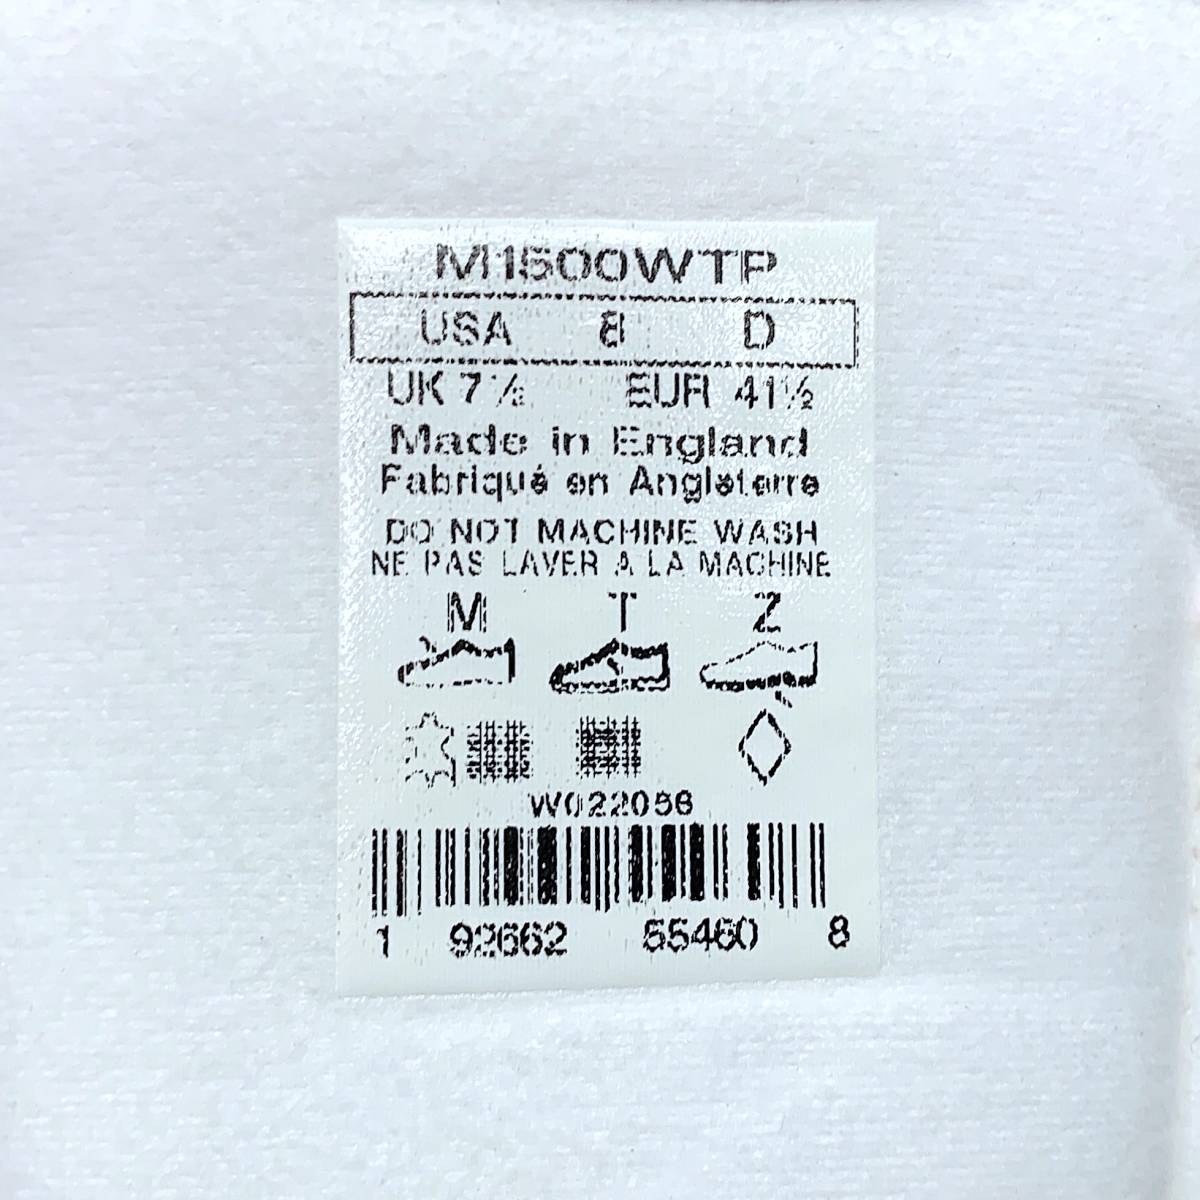 M1500WTP
USA 8 D
UK 7½ EUR 41½
Made in England
Fabriqué en Angleterre
DO NOT MACHINE WASH
NE PAS LAVER A LA MACHINE
M T Z
W022056
1 92662 55460 8